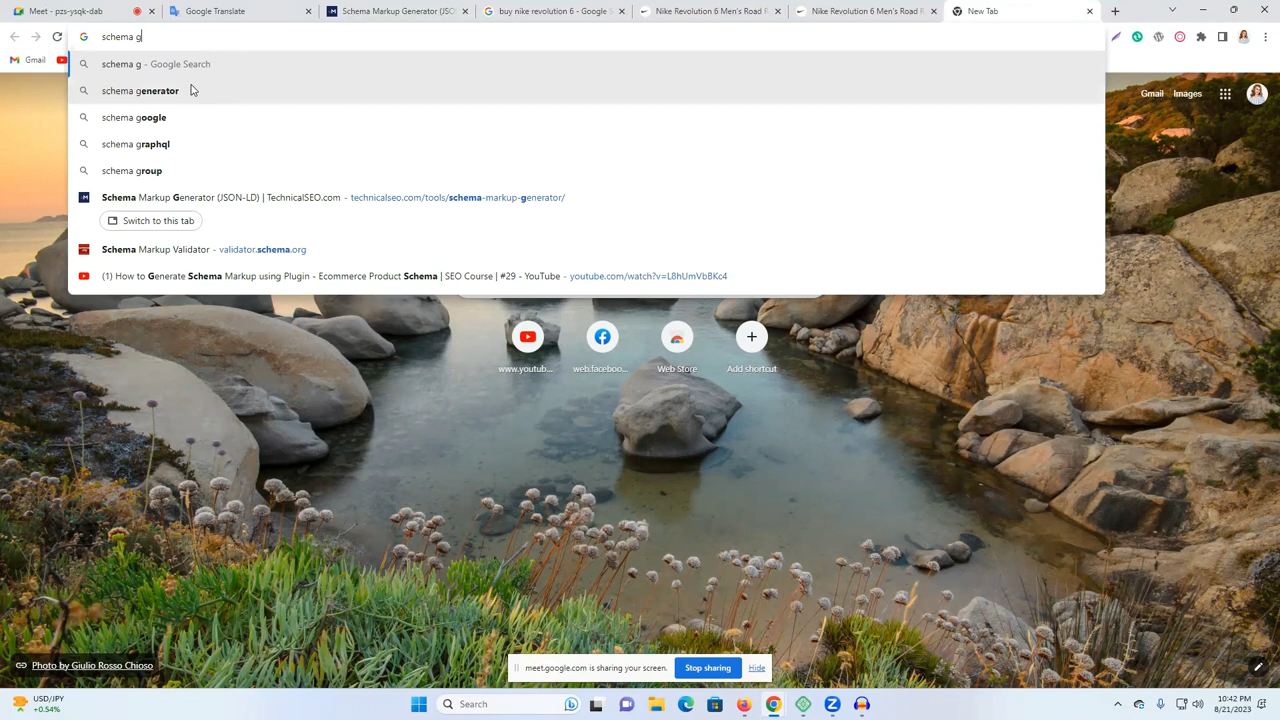 Meet - pzs-ysqk-dab
Google Translate
Schema Markup Generator (JSO
buy nike revolution 6 - Google S
Nike Revolution 6 Men's Road R
Nike Revolution 6 Men's Road R
New Tab
schema g
Gmail
schema g - Google Search
schema generator
schema google
schema graphql
schema group
Schema Markup Generator (JSON-LD) | TechnicalSEO.com - technicalseo.com/tools/schema-markup-generator/
Switch to this tab
Schema Markup Validator - validator.schema.org
(1) How to Generate Schema Markup using Plugin - Ecommerce Product Schema | SEO Course | #29 - YouTube - youtube.com/watch?v=L8hUmVbBKc4
Gmail Images
www.youtub... web.faceboo... Web Store Add shortcut
Photo by Giulio Rosso Chioso
meet.google.com is sharing your screen. Stop sharing Hide
USD/JPY
+0.54%
Search
10:42 PM
8/21/2023